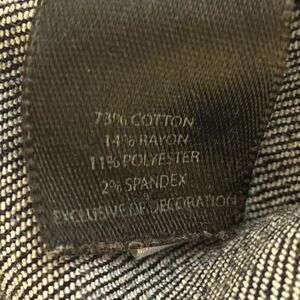 73% COTTON
14% RAYON
11% POLYESTER
2% SPANDEX
EXCLUSIVE OF DECORATION